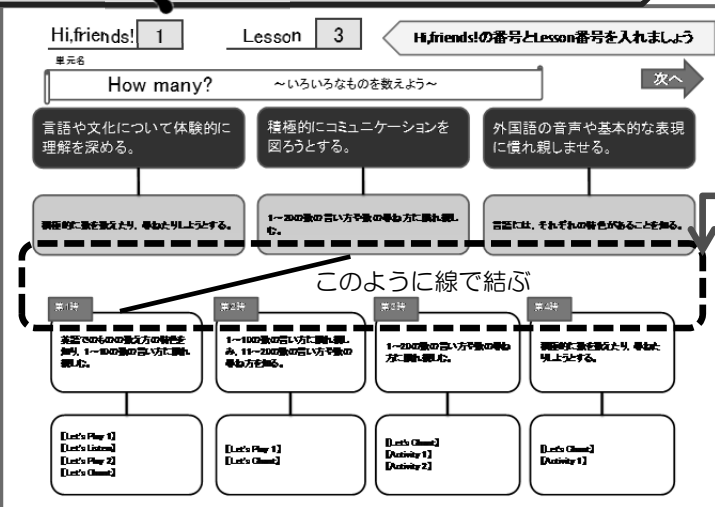 Hi,friends! 1 Lesson 3
Hi,friends!の番号とLesson番号を入れましょう
単元名
How many? ～いろいろなものを数えよう～
次へ
言語や文化について体験的に
理解を深める。
積極的にコミュニケーションを
図ろうとする。
外国語の音声や基本的な表現
に慣れ親しませる。
積極的に数を数えたり、尋ねたりしようとする。
1～20の数の言い方や数の尋ね方に慣れ親し
む。
言語には、それぞれの特色があることを知る。
このように線で結ぶ
第1時
第2時
第3時
第4時
英語でのものの数え方の特色を
知り、1～10の数の言い方に慣れ
親しむ。
1～10の数の言い方に慣れ親し
み、11～20の数の言い方や数の
尋ね方を知る。
1～20の数の言い方や数の尋ね
方に慣れ親しむ。
積極的に数を数えたり、尋ねた
りしようとする。
【Let's Play 1】
【Let's Listen】
【Let's Play 2】
【Let's Chant】
【Let's Play 1】
【Let's Chant】
【Let's Chant】
【Activity 1】
【Activity 2】
【Let's Chant】
【Activity 1】